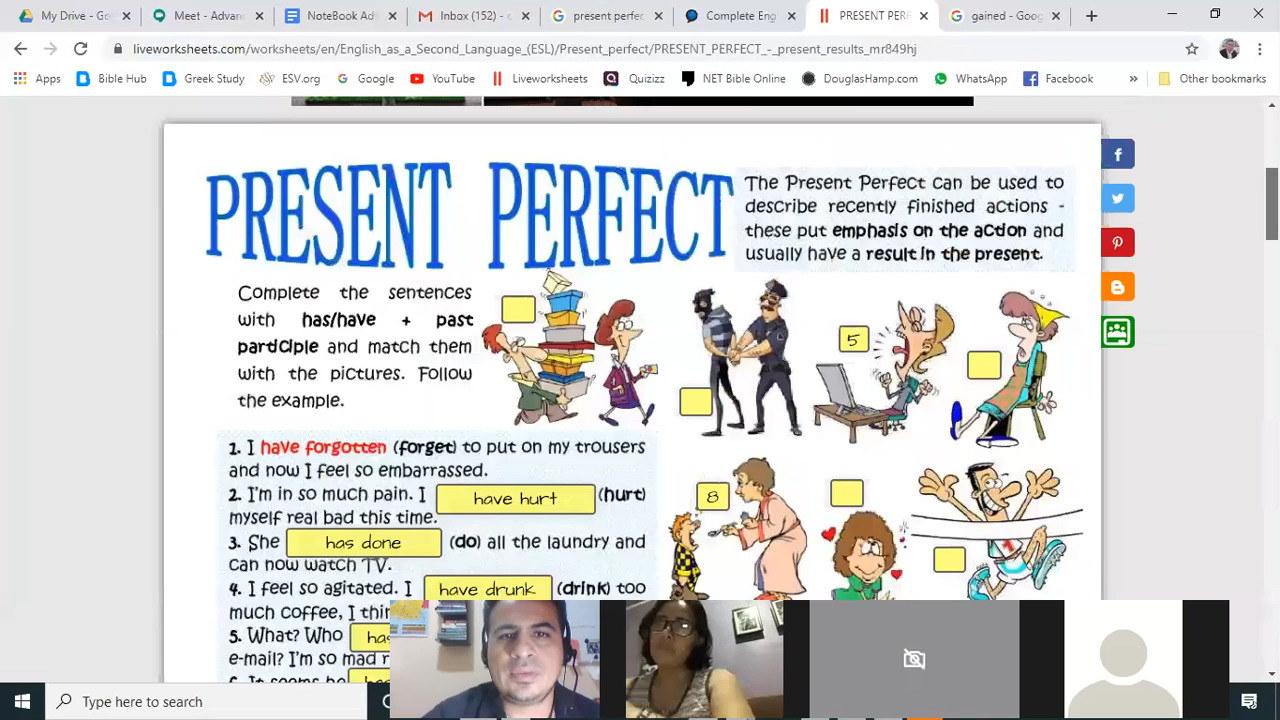 My Drive - G
Meet - Advan
NoteBook Ad
Inbox (152) - c
present perfec
Complete Eng
PRESENT PERF
gained - Goog
liveworksheets.com/worksheets/en/English_as_a_Second_Language_(ESL)/Present_perfect/PRESENT_PERFECT_-_present_results_mr849hj
Apps Bible Hub Greek Study ESV.org Google YouTube Liveworksheets Quizizz NET Bible Online DouglasHamp.com WhatsApp Facebook » Other bookmarks
PRESENT PERFECT
The Present Perfect can be used to
describe recently finished actions -
these put emphasis on the action and
usually have a result in the present.
Complete the sentences
with has/have + past
participle and match them
with the pictures. Follow
the example.
5
8
1. I have forgotten (forget) to put on my trousers
and now I feel so embarrassed.
2. I'm in so much pain. I have hurt (hurt)
myself real bad this time.
3. She has done (do) all the laundry and
can now watch TV.
4. I feel so agitated. I have drunk (drink) too
much coffee, I thin
5. What? Who has
e-mail? I'm so mad r
Type here to search